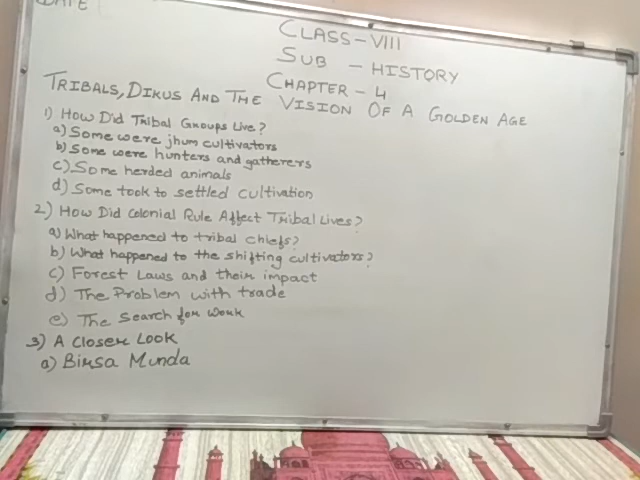 DATE
CLASS-VIII
SUB - HISTORY
CHAPTER - 4
TRIBALS, DIKUS AND THE VISION OF A GOLDEN AGE
1) How Did Tribal Groups Live?
a) Some were jhum cultivators
b) Some were hunters and gatherers
c) Some herded animals
d) Some took to settled cultivation
2) How Did Colonial Rule Affect Tribal Lives?
a) What happened to tribal chiefs?
b) What happened to the shifting cultivators?
c) Forest Laws and their impact
d) The Problem with trade
e) The Search for work
3) A Closer Look
a) Birsa Munda